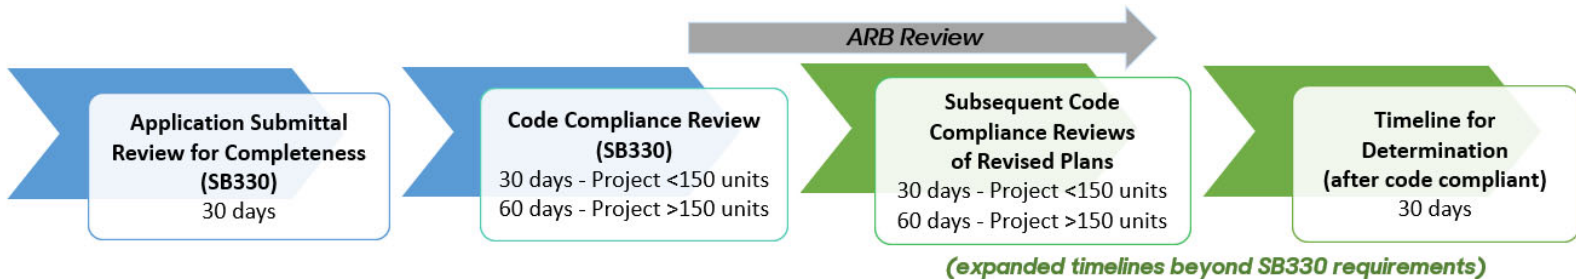 ARB Review
Application Submittal
Review for Completeness
(SB330)
30 days
Code Compliance Review
(SB330)
30 days - Project <150 units
60 days - Project >150 units
Subsequent Code
Compliance Reviews
of Revised Plans
30 days - Project <150 units
60 days - Project >150 units
Timeline for
Determination
(after code compliant)
30 days
(expanded timelines beyond SB330 requirements)